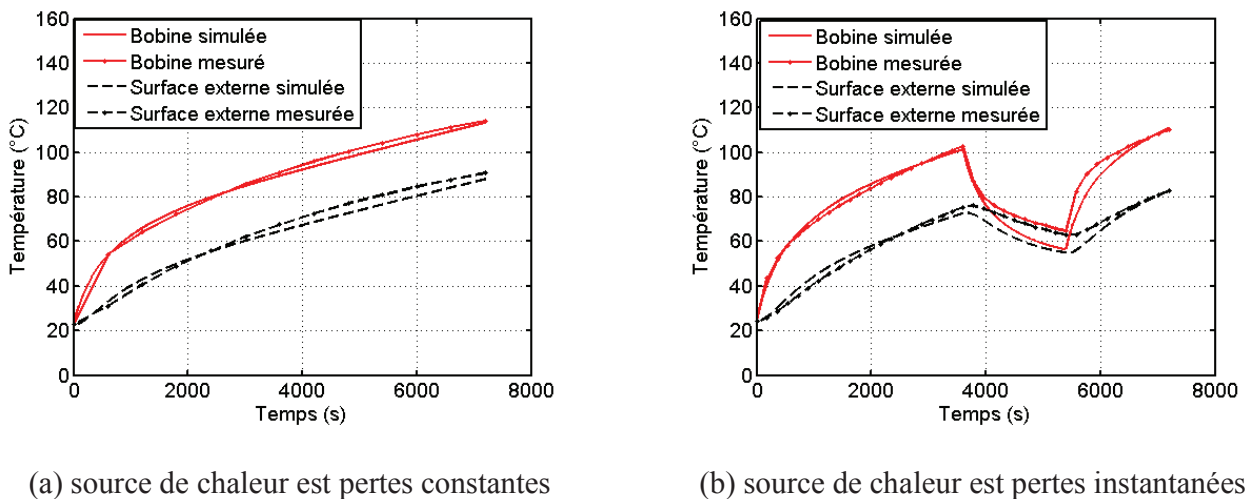 160
140
120
100
80
60
40
20
0
Température (°C)
Bobine simulée
Bobine mesuré
Surface externe simulée
Surface externe mesurée
0 2000 4000 6000 8000
Temps (s)
(a) source de chaleur est pertes constantes
160
140
120
100
80
60
40
20
0
Température (°C)
Bobine simulée
Bobine mesurée
Surface externe simulée
Surface externe mesurée
0 2000 4000 6000 8000
Temps (s)
(b) source de chaleur est pertes instantanées